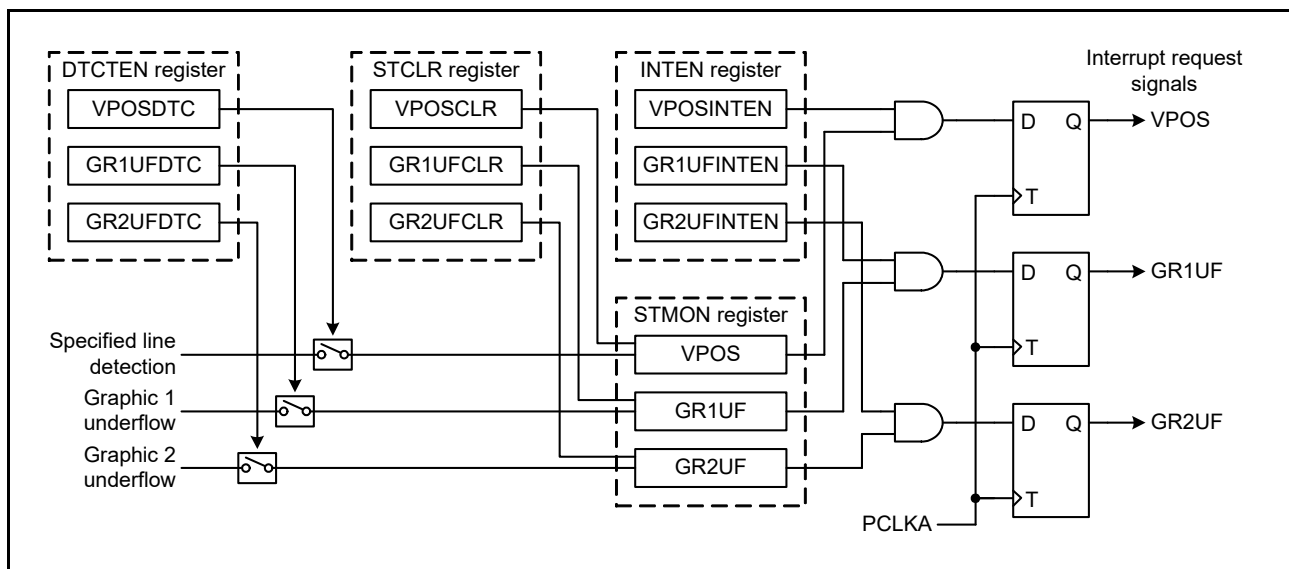 DTCTEN register
VPOSDTC
GR1UFDTC
GR2UFDTC
STCLR register
VPOSCLR
GR1UFCLR
GR2UFCLR
INTEN register
VPOSINTEN
GR1UFINTEN
GR2UFINTEN
Interrupt request
signals
D Q
T
VPOS
D Q
T
GR1UF
D Q
T
GR2UF
STMON register
VPOS
GR1UF
GR2UF
Specified line
detection
Graphic 1
underflow
Graphic 2
underflow
PCLKA